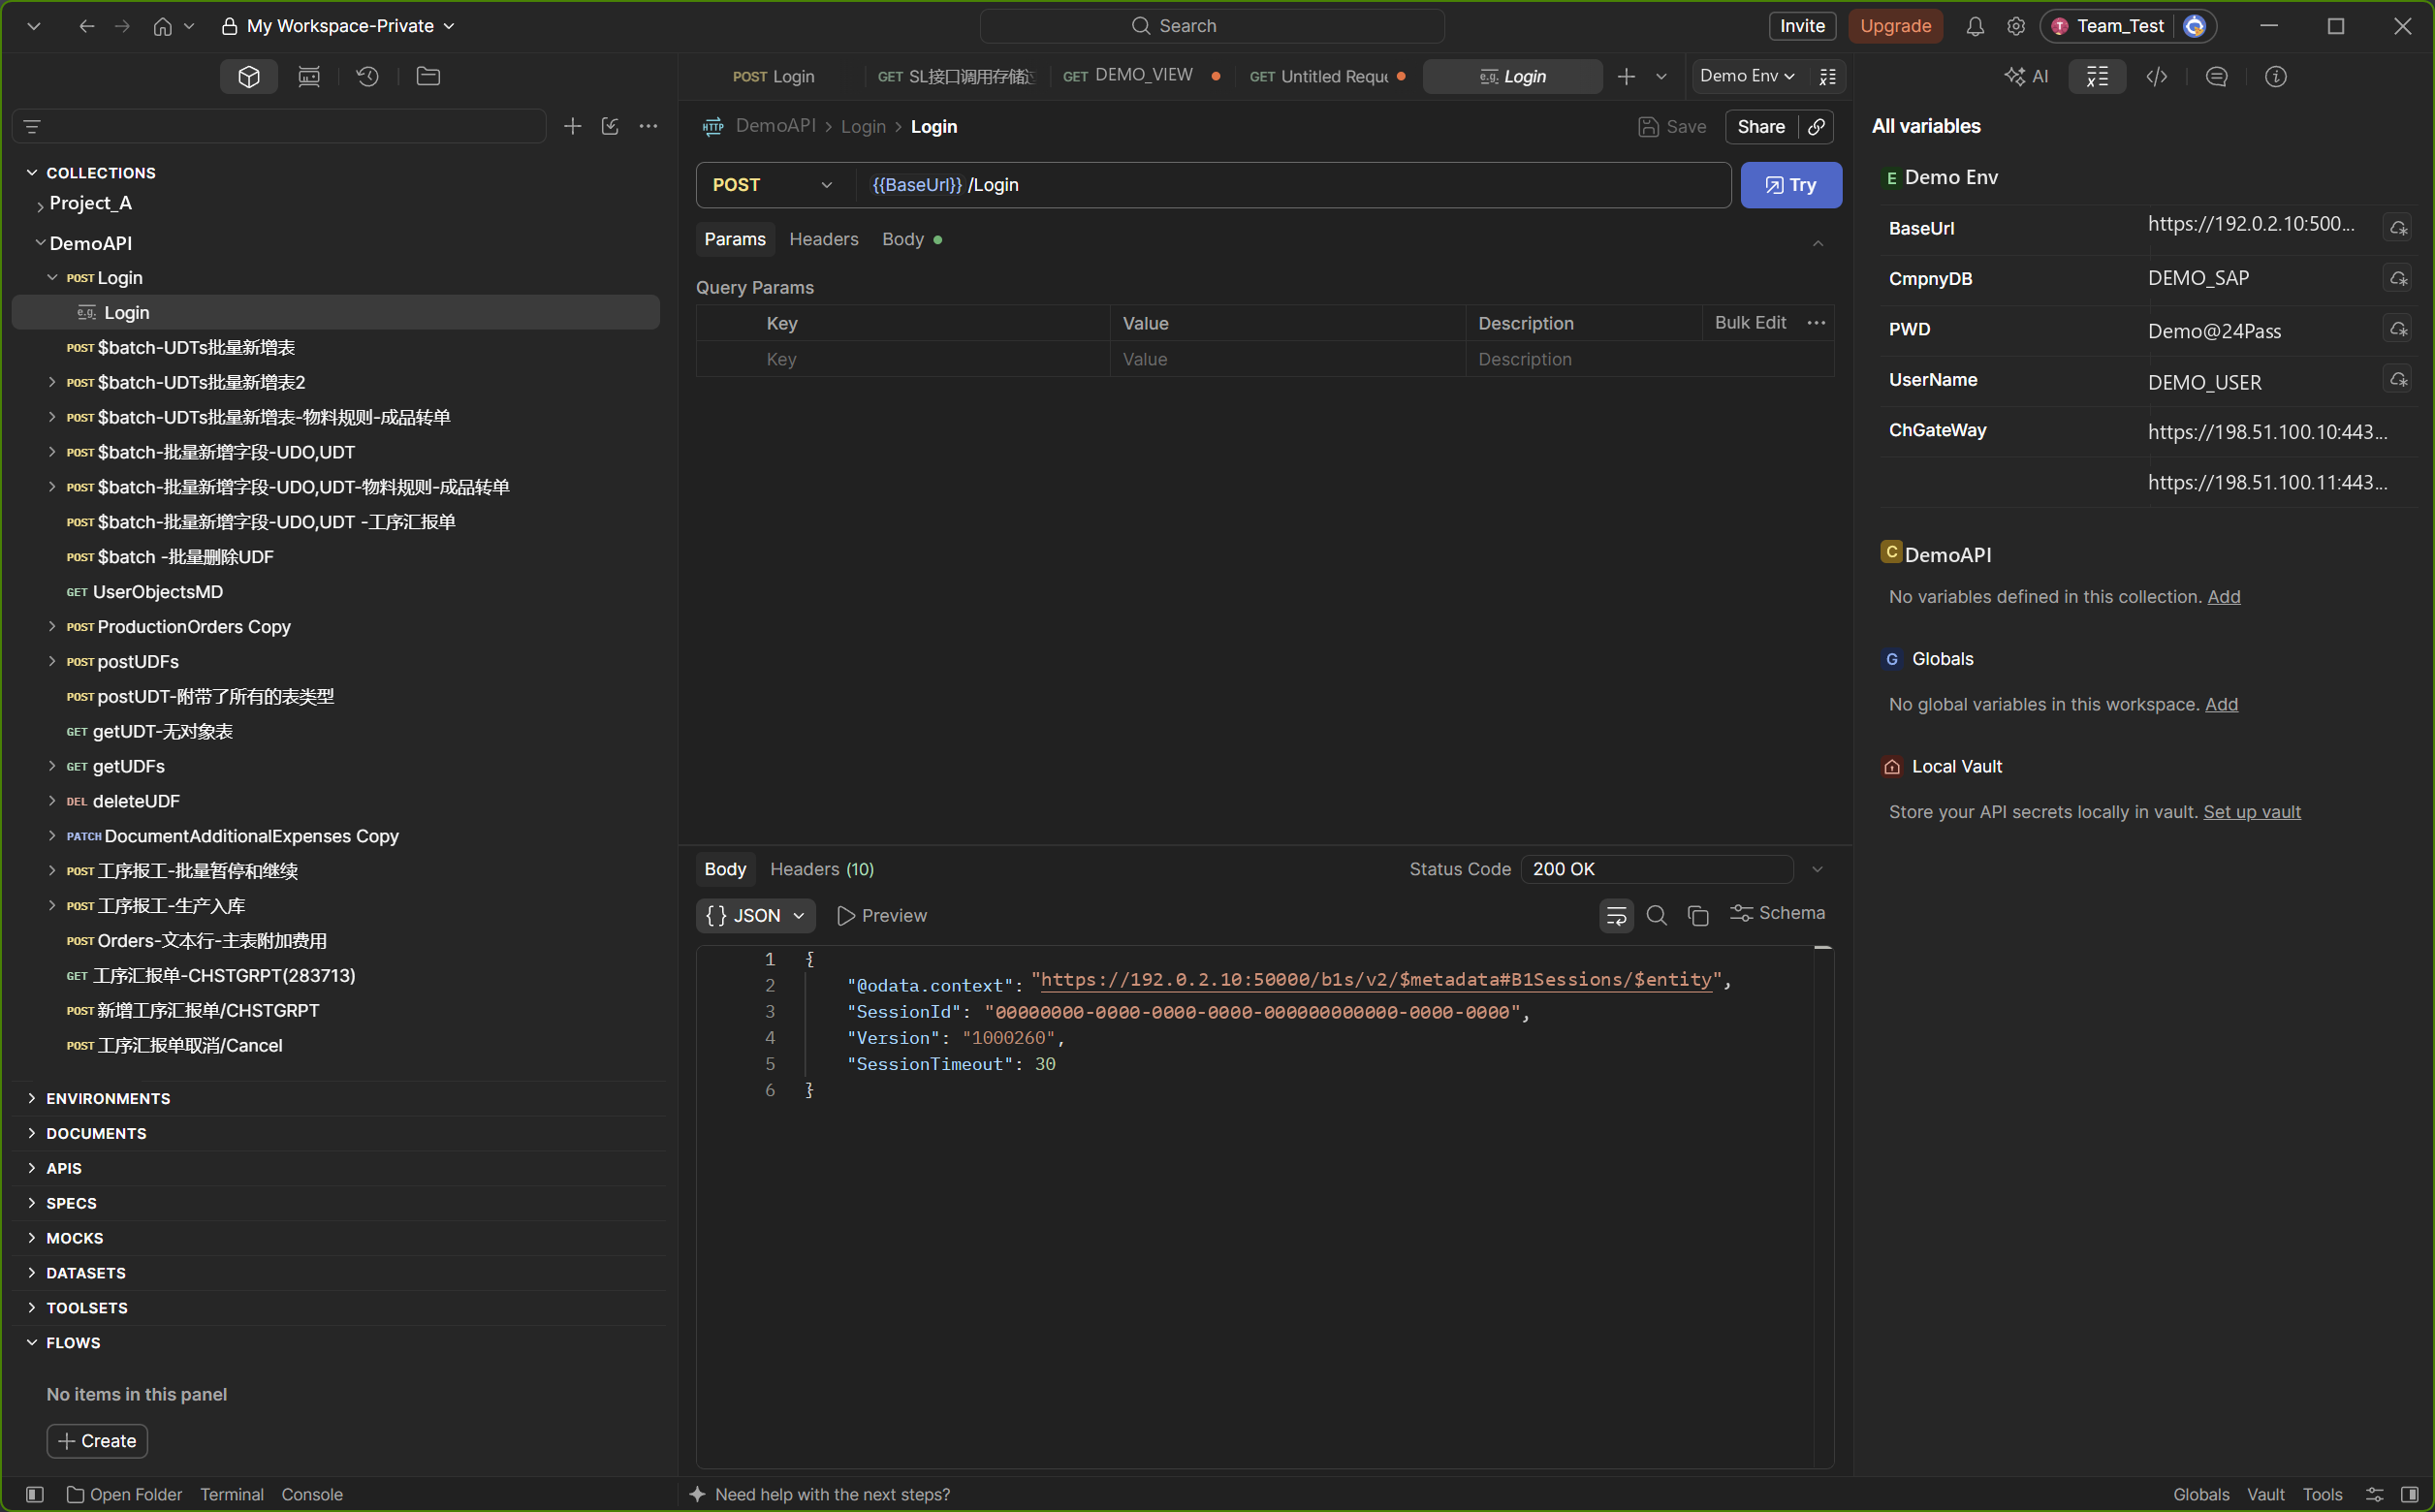 My Workspace-Private
Search
Invite
Upgrade
T Team_Test
POST Login
GET SL接口调用存储过
GET DEMO_VIEW
GET Untitled Reque
e.g. Login
Demo Env
AI
HTTP DemoAPI > Login > Login
Save
Share
All variables
COLLECTIONS
Project_A
DemoAPI
POST Login
e.g. Login
POST $batch-UDTs批量新增表
POST $batch-UDTs批量新增表2
POST $batch-UDTs批量新增表-物料规则-成品转单
POST $batch-批量新增字段-UDO,UDT
POST $batch-批量新增字段-UDO,UDT-物料规则-成品转单
POST $batch-批量新增字段-UDO,UDT -工序汇报单
POST $batch -批量删除UDF
GET UserObjectsMD
POST ProductionOrders Copy
POST postUDFs
POST postUDT-附带了所有的表类型
GET getUDT-无对象表
GET getUDFs
DEL deleteUDF
PATCH DocumentAdditionalExpenses Copy
POST 工序报工-批量暂停和继续
POST 工序报工-生产入库
POST Orders-文本行-主表附加费用
GET 工序汇报单-CHSTGRPT(283713)
POST 新增工序汇报单/CHSTGRPT
POST 工序汇报单取消/Cancel
ENVIRONMENTS
DOCUMENTS
APIS
SPECS
MOCKS
DATASETS
TOOLSETS
FLOWS
No items in this panel
Create
POST
{{BaseUrl}} /Login
Try
Params
Headers
Body
Query Params
Key
Value
Description
Bulk Edit
Key
Value
Description
Body
Headers (10)
Status Code
200 OK
{ } JSON
Preview
Schema
1 {
2 "@odata.context": "https://192.0.2.10:50000/b1s/v2/$metadata#B1Sessions/$entity",
3 "SessionId": "00000000-0000-0000-0000-000000000000-0000-0000",
4 "Version": "1000260",
5 "SessionTimeout": 30
6 }
E Demo Env
BaseUrl https://192.0.2.10:500...
CmpnyDB DEMO_SAP
PWD Demo@24Pass
UserName DEMO_USER
ChGateWay https://198.51.100.10:443...
https://198.51.100.11:443...
C DemoAPI
No variables defined in this collection. Add
G Globals
No global variables in this workspace. Add
Local Vault
Store your API secrets locally in vault. Set up vault
Open Folder
Terminal
Console
Need help with the next steps?
Globals
Vault
Tools